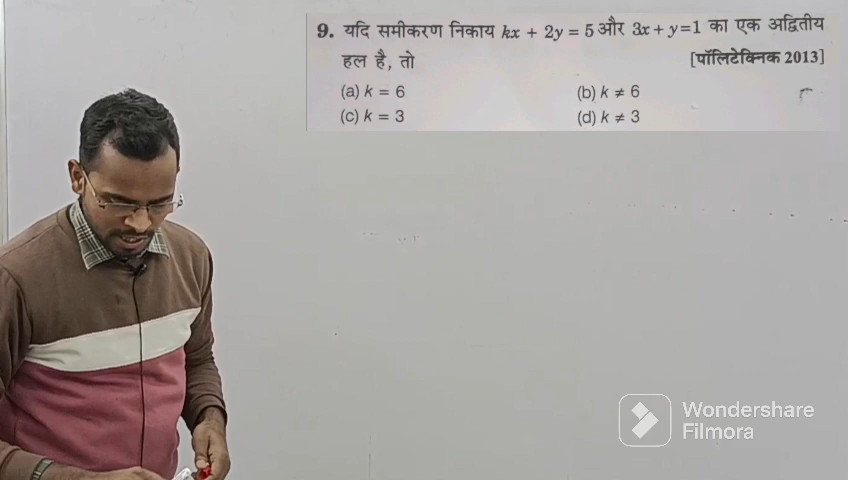 9. यदि समीकरण निकाय kx + 2y = 5 और 3x + y = 1 का एक अद्वितीय
हल है, तो [पॉलिटेक्निक 2013]
(a) k = 6 (b) k ≠ 6
(c) k = 3 (d) k ≠ 3
Wondershare
Filmora